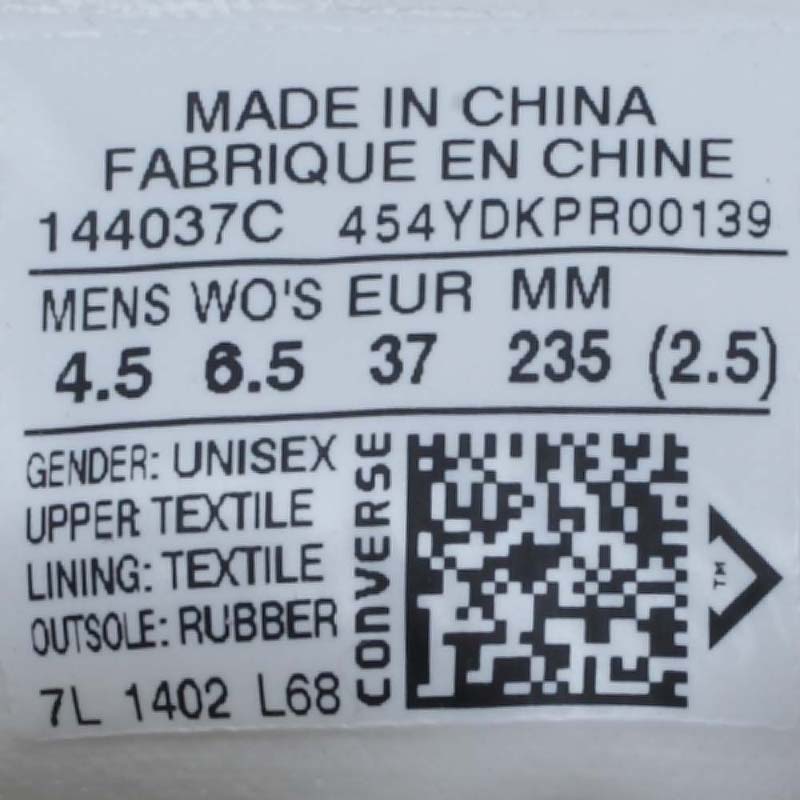 MADE IN CHINA
FABRIQUE EN CHINE
144037C 454YDKPR00139
MENS WO'S EUR MM
4.5 6.5 37 235 (2.5)
GENDER: UNISEX
UPPER TEXTILE
LINING: TEXTILE
OUTSOLE: RUBBER
7L 1402 L68
CONVERSE
TM